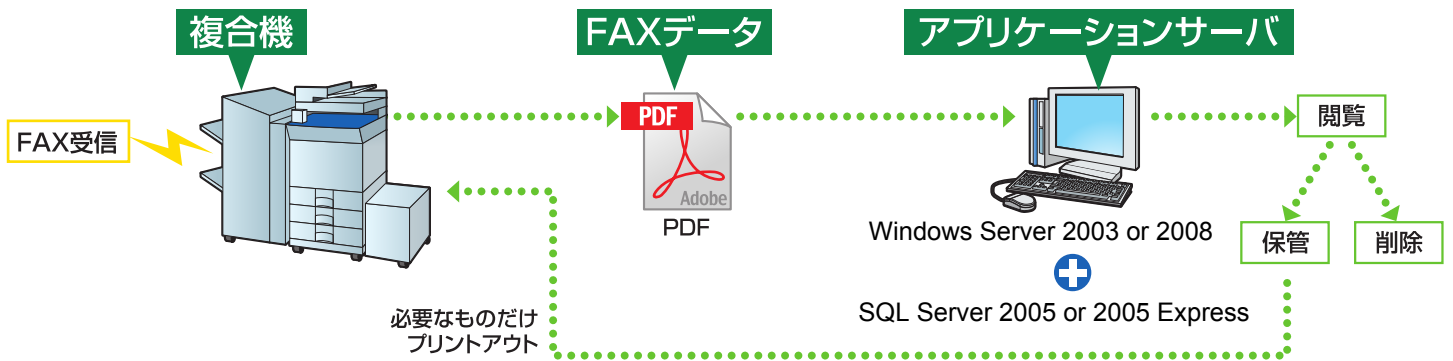 複合機
FAXデータ
アプリケーションサーバ
FAX受信
PDF
Adobe
PDF
閲覧
Windows Server 2003 or 2008
SQL Server 2005 or 2005 Express
保管
削除
必要なものだけ
プリントアウト